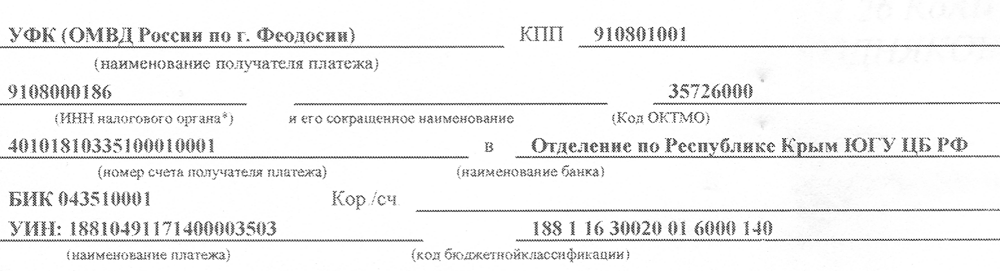 УФК (ОМВД России по г. Феодосии) КПП 910801001
(наименование получателя платежа)
9108000186 35726000
(ИНН налогового органа*) и его сокращенное наименование (Код ОКТМО)
40101810335100010001 в Отделение по Республике Крым ЮГУ ЦБ РФ
(номер счета получателя платежа) (наименование банка)
БИК 043510001 Кор./сч.
УИН: 18810491171400003503 188 1 16 30020 01 6000 140
(наименование платежа) (код бюджетнойклассификации)